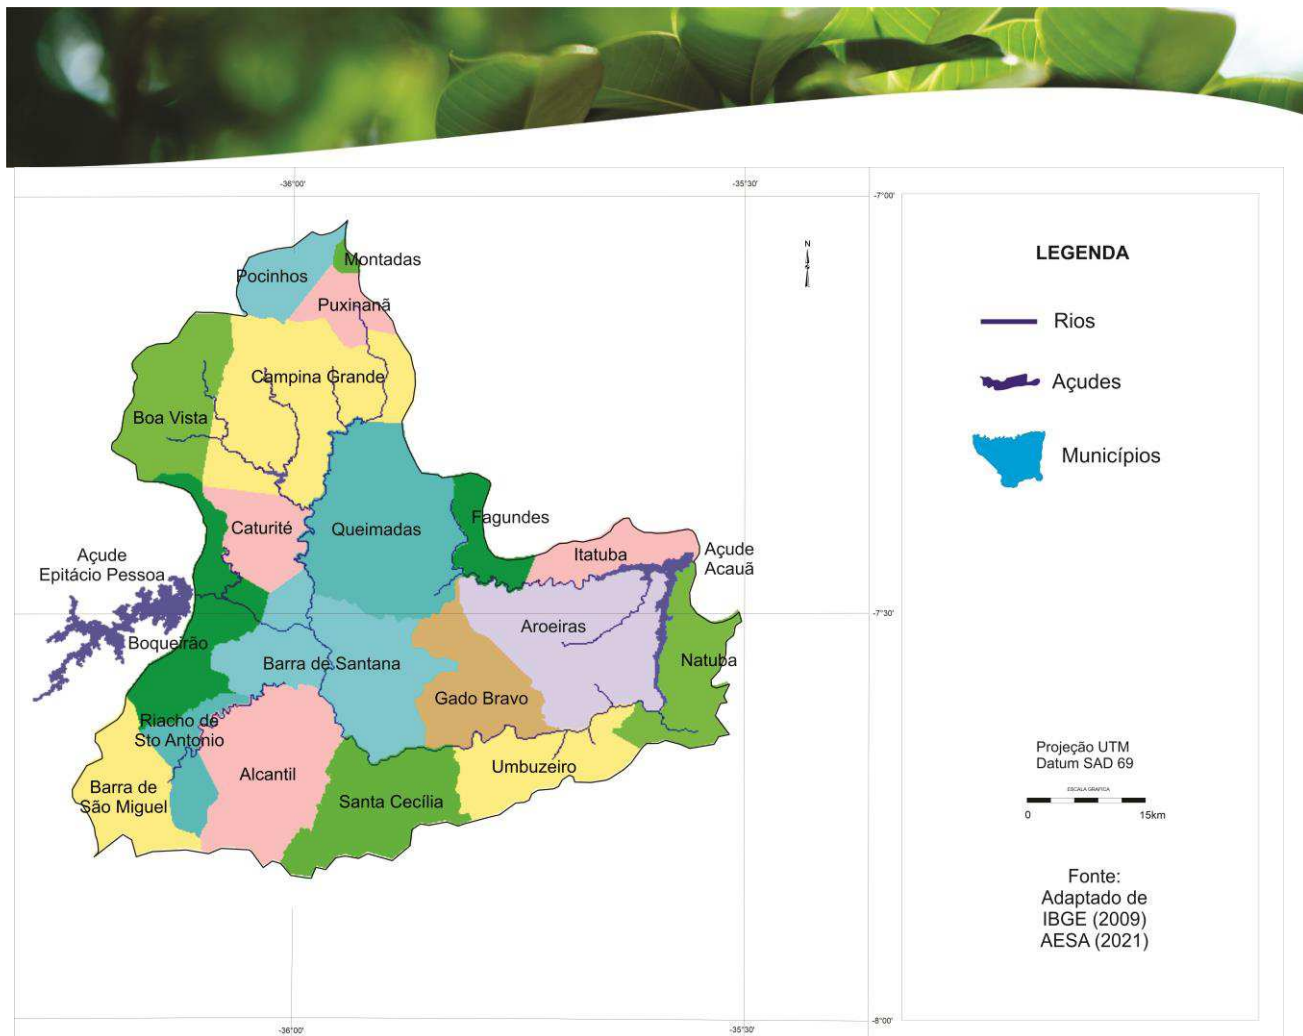 -36°00'
-35°30'
-7°00'
N
S
LEGENDA
Montadas
Pocinhos
Puxinanã
Rios
Campina Grande
Açudes
Boa Vista
Municípios
Fagundes
Caturité
Queimadas
Itatuba
Açude
Acauã
Açude
Epitácio Pessoa
-7°30'
Aroeiras
Boqueirão
Barra de Santana
Natuba
Gado Bravo
Riacho de
Sto Antonio
Umbuzeiro
Alcantil
Barra de
São Miguel
Santa Cecília
Projeção UTM
Datum SAD 69
ESCALA GRAFICA
0 15km
Fonte:
Adaptado de
IBGE (2009)
AESA (2021)
-8°00'
-36°00'
-35°30'